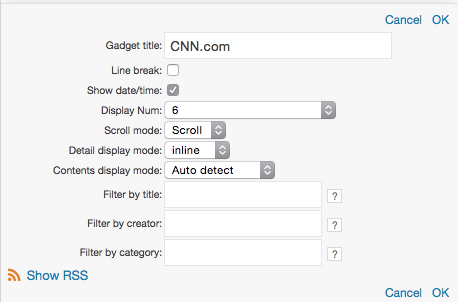 Cancel OK
Gadget title: CNN.com
Line break:
Show date/time:
Display Num: 6
Scroll mode: Scroll
Detail display mode: inline
Contents display mode: Auto detect
Filter by title: ?
Filter by creator: ?
Filter by category: ?
Show RSS
Cancel OK